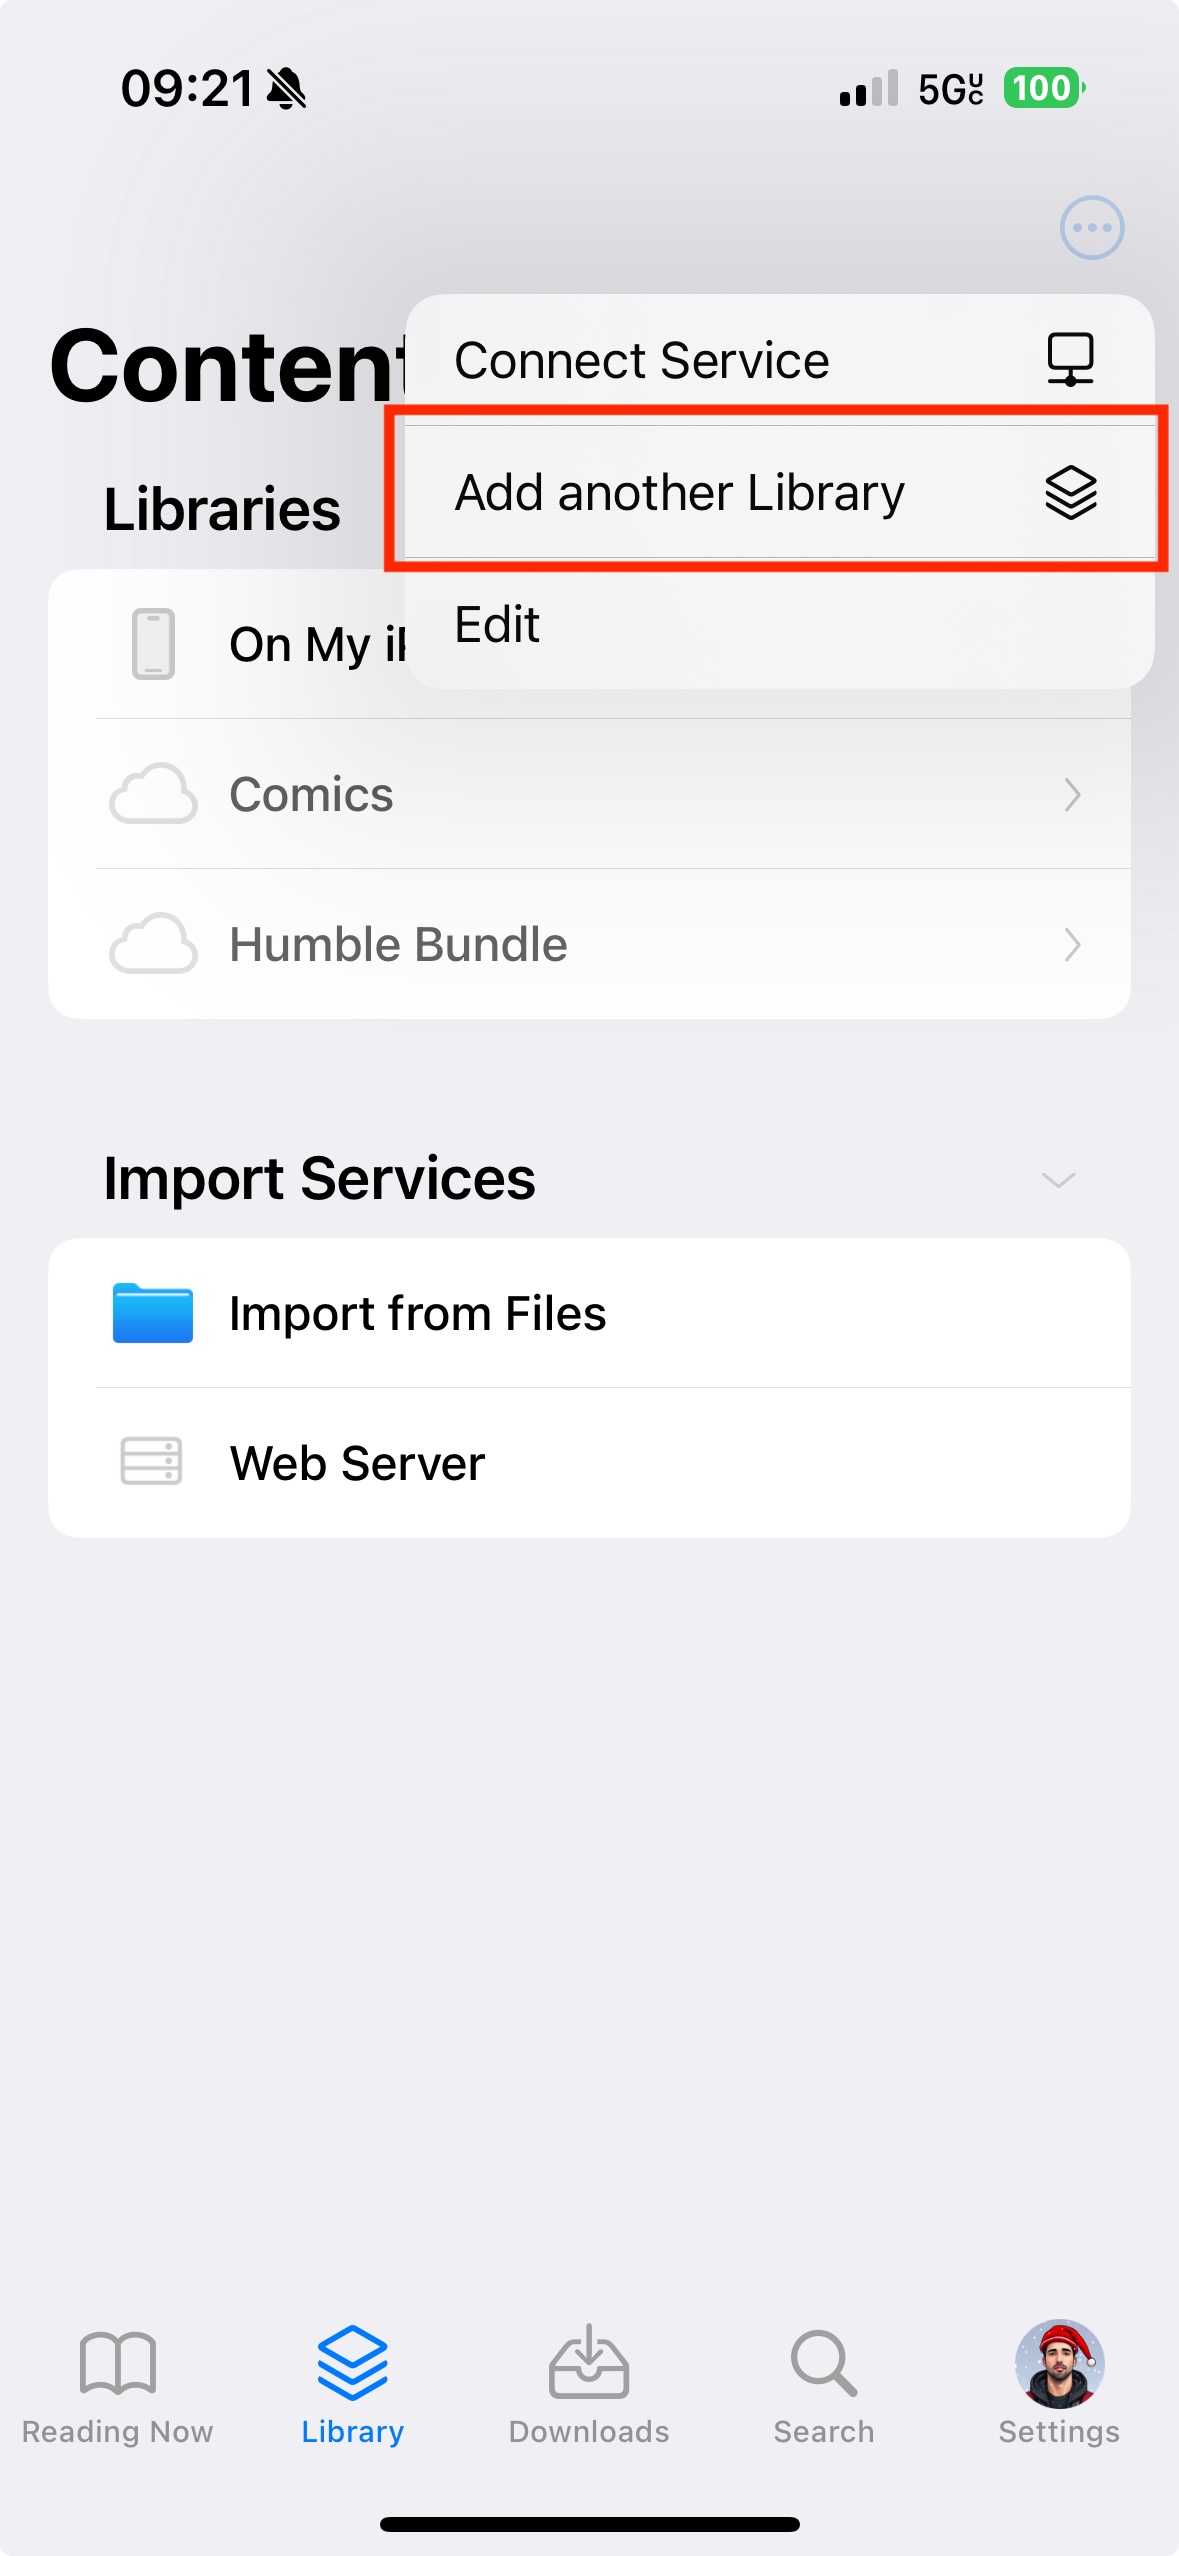 09:21
5G UC
100
Connect Service
Content
Add another Library
Libraries
Edit
On My
Comics
Humble Bundle
Import Services
Import from Files
Web Server
Reading Now
Library
Downloads
Search
Settings